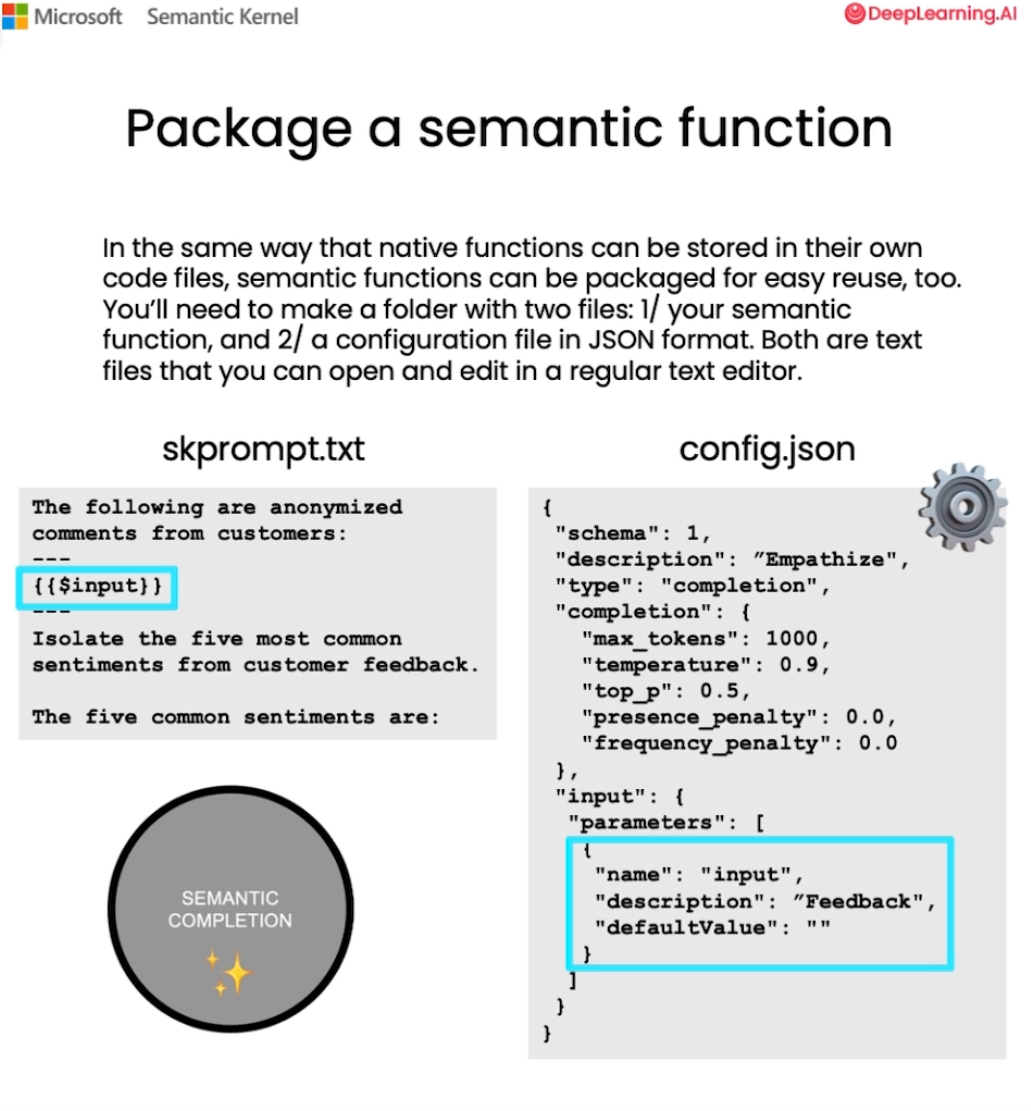 Microsoft Semantic Kernel
DeepLearning.AI
Package a semantic function
In the same way that native functions can be stored in their own
code files, semantic functions can be packaged for easy reuse, too.
You’ll need to make a folder with two files: 1/ your semantic
function, and 2/ a configuration file in JSON format. Both are text
files that you can open and edit in a regular text editor.
skprompt.txt
The following are anonymized
comments from customers:
---
{{$input}}
---
Isolate the five most common
sentiments from customer feedback.
The five common sentiments are:
SEMANTIC
COMPLETION
config.json
{
"schema": 1,
"description": ”Empathize",
"type": "completion",
"completion": {
"max_tokens": 1000,
"temperature": 0.9,
"top_p": 0.5,
"presence_penalty": 0.0,
"frequency_penalty": 0.0
},
"input": {
"parameters": [
{
"name": "input",
"description": ”Feedback",
"defaultValue": ""
}
]
}
}